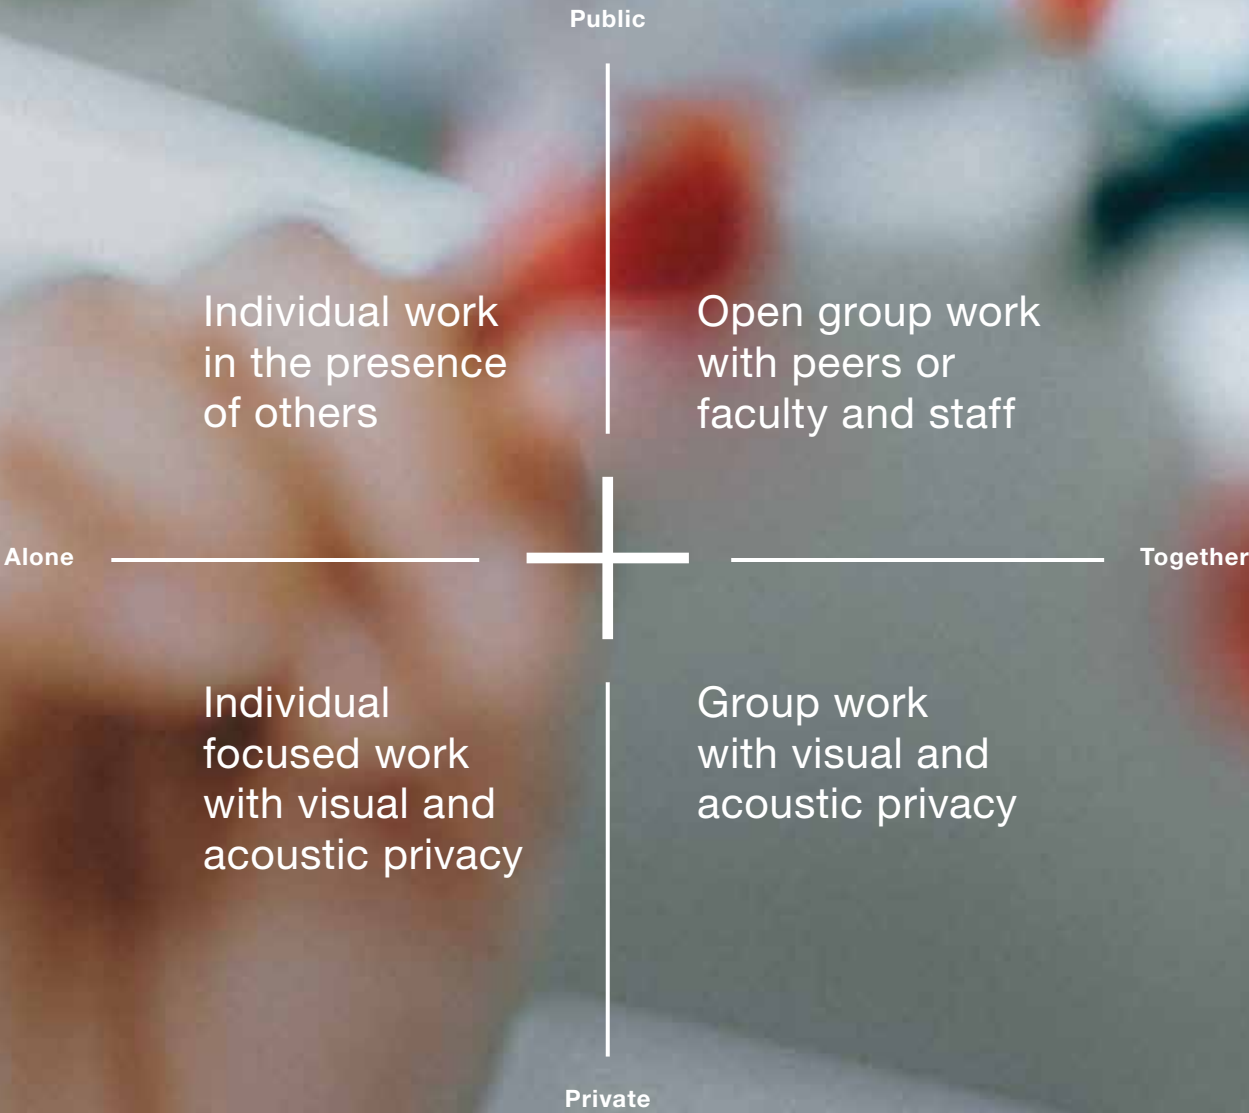 Public
Individual work
in the presence
of others
Open group work
with peers or
faculty and staff
Alone
Together
Individual
focused work
with visual and
acoustic privacy
Group work
with visual and
acoustic privacy
Private